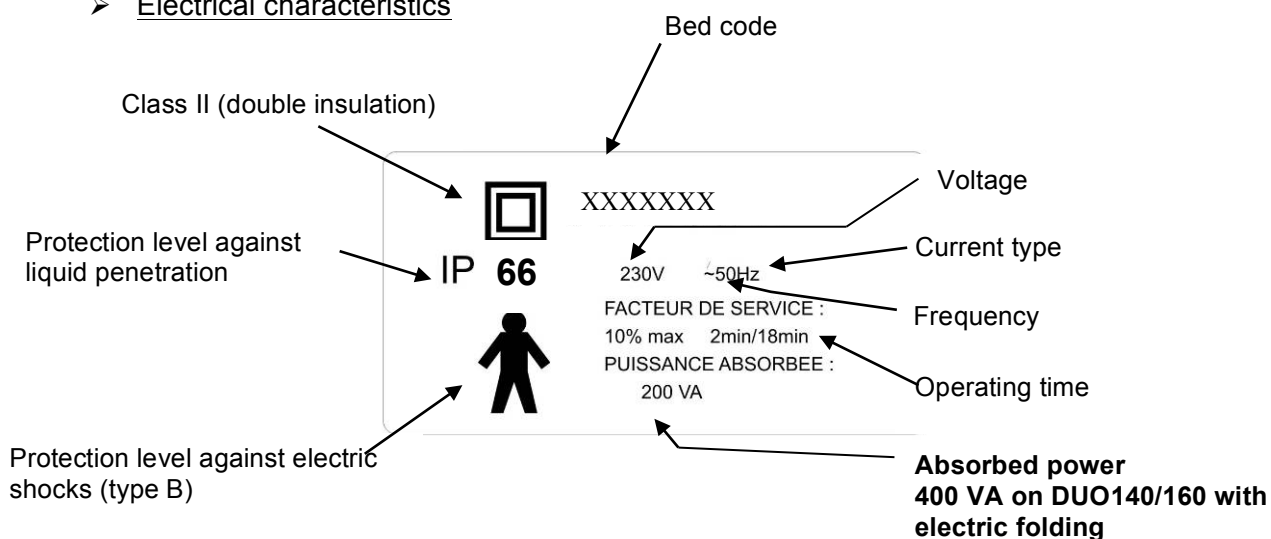 ➢ Electrical characteristics
Bed code
Class II (double insulation)
XXXXXXX
Voltage
Protection level against
liquid penetration
IP 66
230V ~50Hz
Current type
FACTEUR DE SERVICE :
Frequency
10% max 2min/18min
PUISSANCE ABSORBEE :
Operating time
200 VA
Protection level against electric
shocks (type B)
Absorbed power
400 VA on DUO140/160 with
electric folding